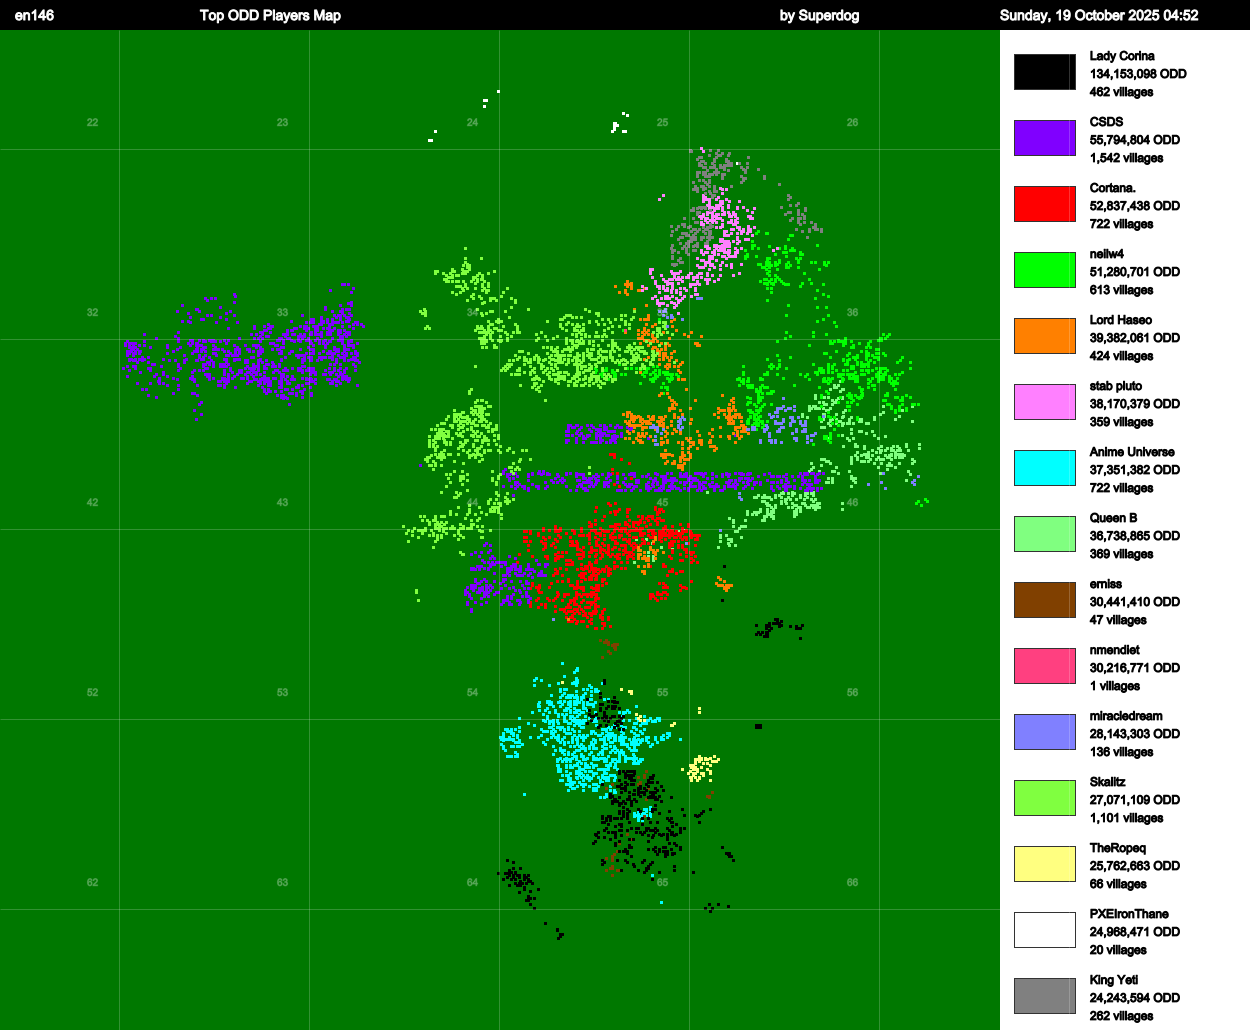 en146 Top ODD Players Map by Superdog Sunday, 19 October 2025 04:52
Lady Corina
134,153,098 ODD
462 villages
CSDS
55,794,804 ODD
1,542 villages
Cortana.
52,837,438 ODD
722 villages
neilw4
51,280,701 ODD
613 villages
Lord Haseo
39,382,061 ODD
424 villages
stab pluto
38,170,379 ODD
359 villages
Anime Universe
37,351,382 ODD
722 villages
Queen B
36,738,865 ODD
369 villages
erniss
30,441,410 ODD
47 villages
nmendiet
30,216,771 ODD
1 villages
miracledream
28,143,303 ODD
136 villages
Skalitz
27,071,109 ODD
1,101 villages
TheRopeq
25,762,663 ODD
66 villages
PXEIronThane
24,968,471 ODD
20 villages
King Yeti
24,243,594 ODD
262 villages
22 23 24 25 26
32 33 34 36
42 43 44 45 46
52 53 54 55 56
62 63 64 65 66